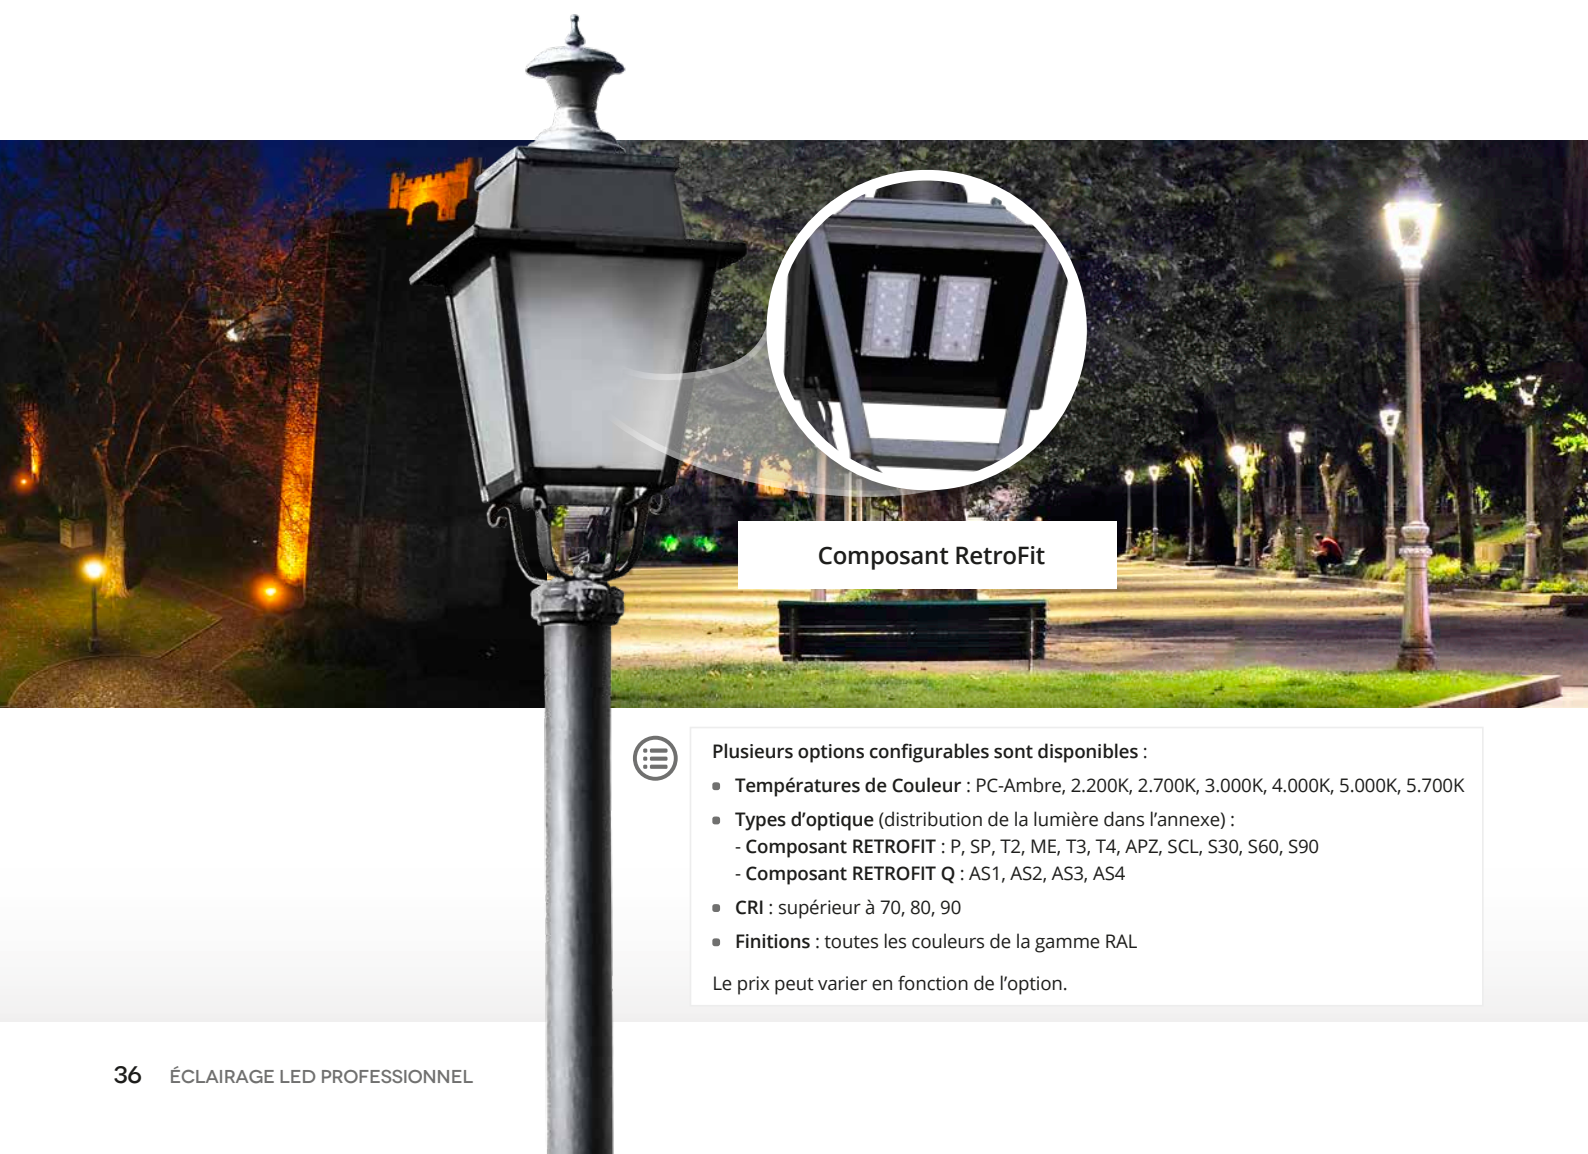 Composant RetroFit
Plusieurs options configurables sont disponibles :
Températures de Couleur : PC-Ambre, 2.200K, 2.700K, 3.000K, 4.000K, 5.000K, 5.700K
Types d’optique (distribution de la lumière dans l’annexe) :
- Composant RETROFIT : P, SP, T2, ME, T3, T4, APZ, SCL, S30, S60, S90
- Composant RETROFIT Q : AS1, AS2, AS3, AS4
CRI : supérieur à 70, 80, 90
Finitions : toutes les couleurs de la gamme RAL
Le prix peut varier en fonction de l’option.
36 ÉCLAIRAGE LED PROFESSIONNEL